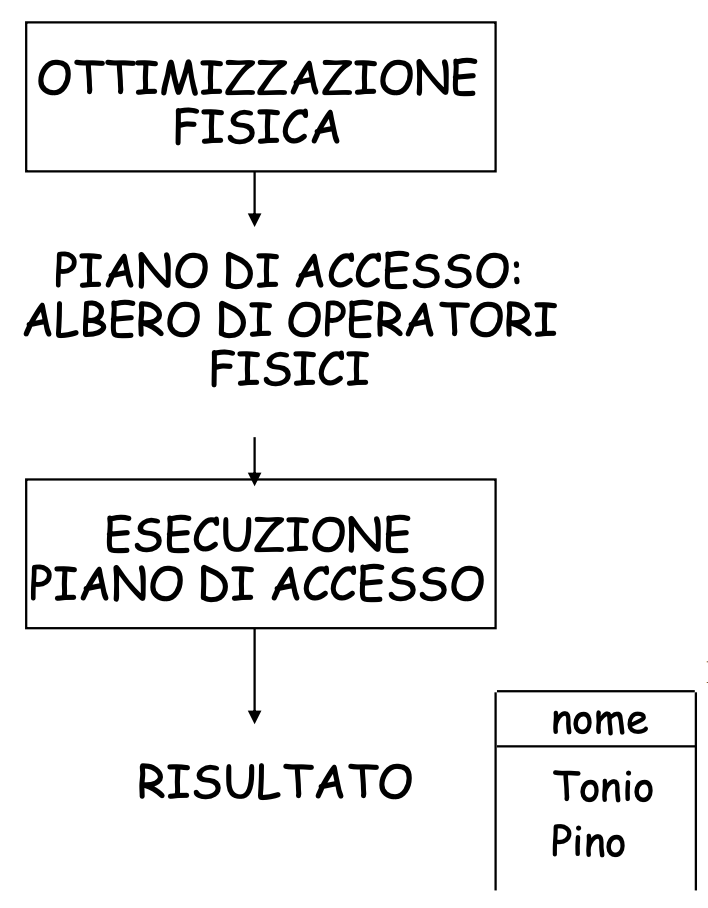 OTTIMIZZAZIONE
FISICA
PIANO DI ACCESSO:
ALBERO DI OPERATORI
FISICI
ESECUZIONE
PIANO DI ACCESSO
RISULTATO
nome
Tonio
Pino